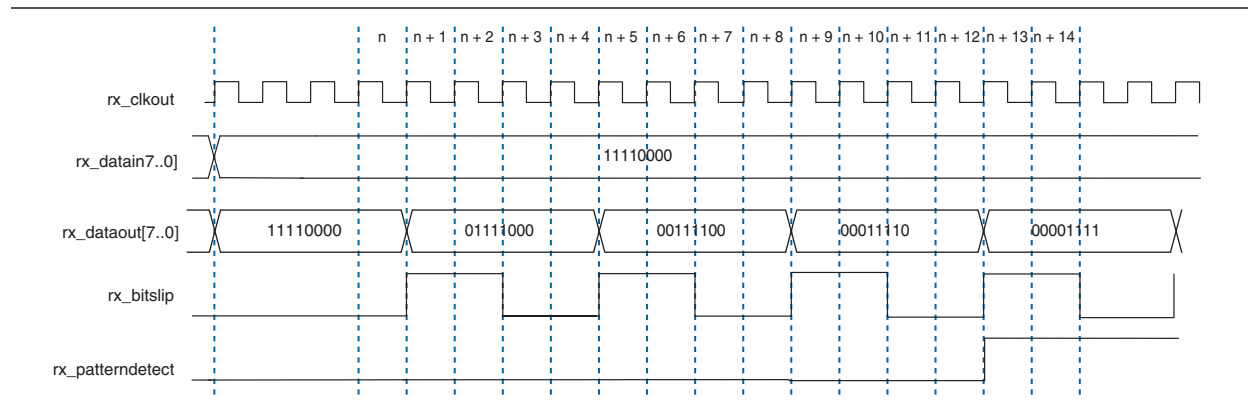 n n + 1 n + 2 n + 3 n + 4 n + 5 n + 6 n + 7 n + 8 n + 9 n + 10 n + 11 n + 12 n + 13 n + 14
rx_clkout
rx_datain7..0] 11110000
rx_dataout[7..0] 11110000 01111000 00111100 00011110 00001111
rx_bitslip
rx_patterndetect